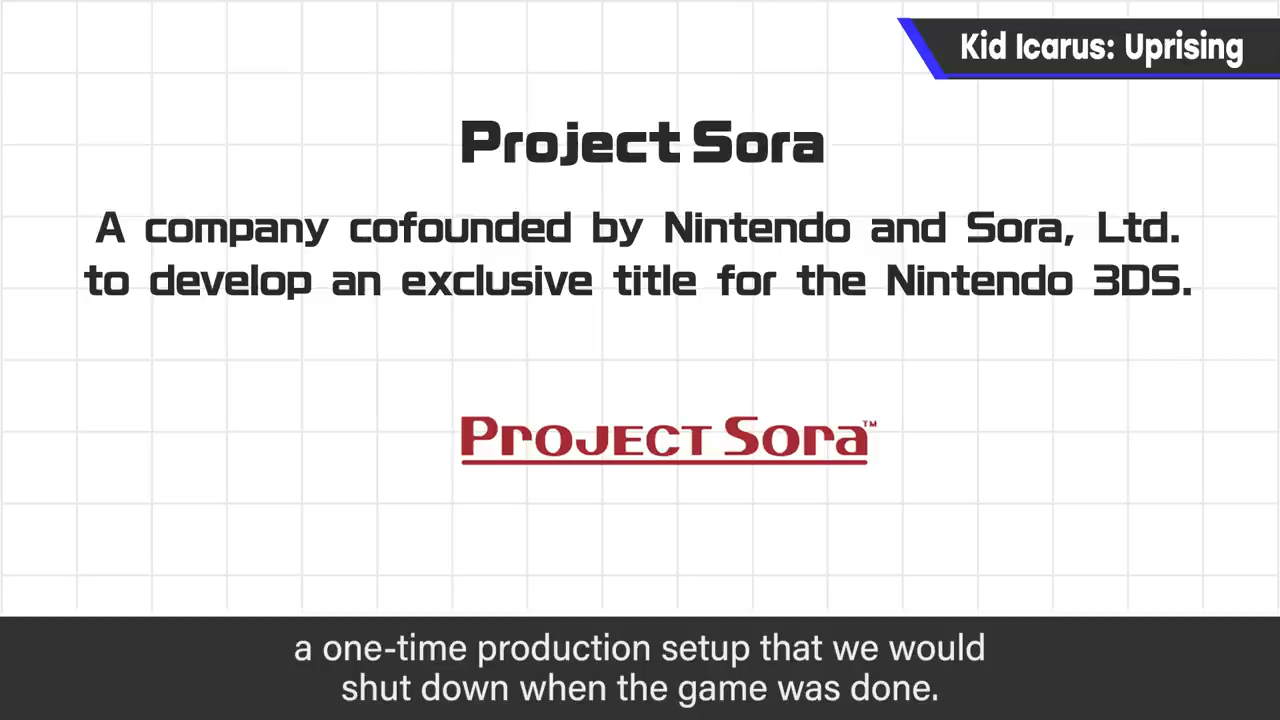 Kid Icarus: Uprising
Project Sora
A company cofounded by Nintendo and Sora, Ltd.
to develop an exclusive title for the Nintendo 3DS.
PROJECT SORA™
a one-time production setup that we would
shut down when the game was done.